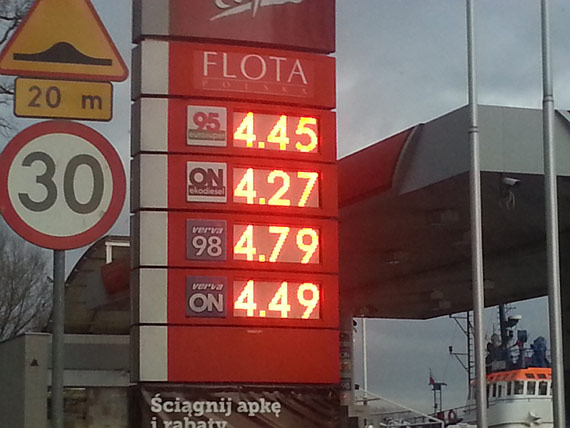 20 m
30
FLOTA
POLSKA
95
4.45
ON
ekodiesel
4.27
verva
98
4.79
verva
ON
4.49
Ściągnij apkę
i rabaty